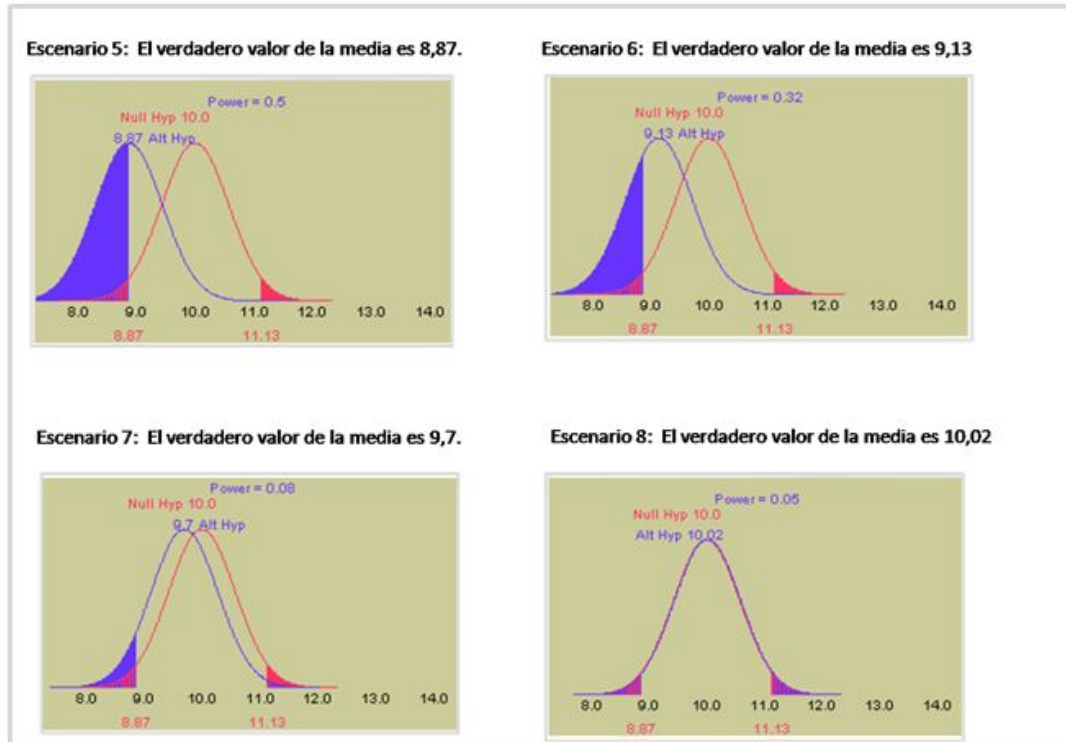 Escenario 5: El verdadero valor de la media es 8,87.
Power = 0.5
Null Hyp 10.0
8.87 Alt Hyp
8.0 9.0 10.0 11.0 12.0 13.0 14.0
8.87 11.13
Escenario 6: El verdadero valor de la media es 9,13
Power = 0.32
Null Hyp 10.0
9.13 Alt Hyp
8.0 9.0 10.0 11.0 12.0 13.0 14.0
8.87 11.13
Escenario 7: El verdadero valor de la media es 9,7.
Power = 0.08
Null Hyp 10.0
9.7 Alt Hyp
8.0 9.0 10.0 11.0 12.0 13.0 14.0
8.87 11.13
Escenario 8: El verdadero valor de la media es 10,02
Power = 0.05
Null Hyp 10.0
Alt Hyp 10.02
8.0 9.0 10.0 11.0 12.0 13.0 14.0
8.87 11.13